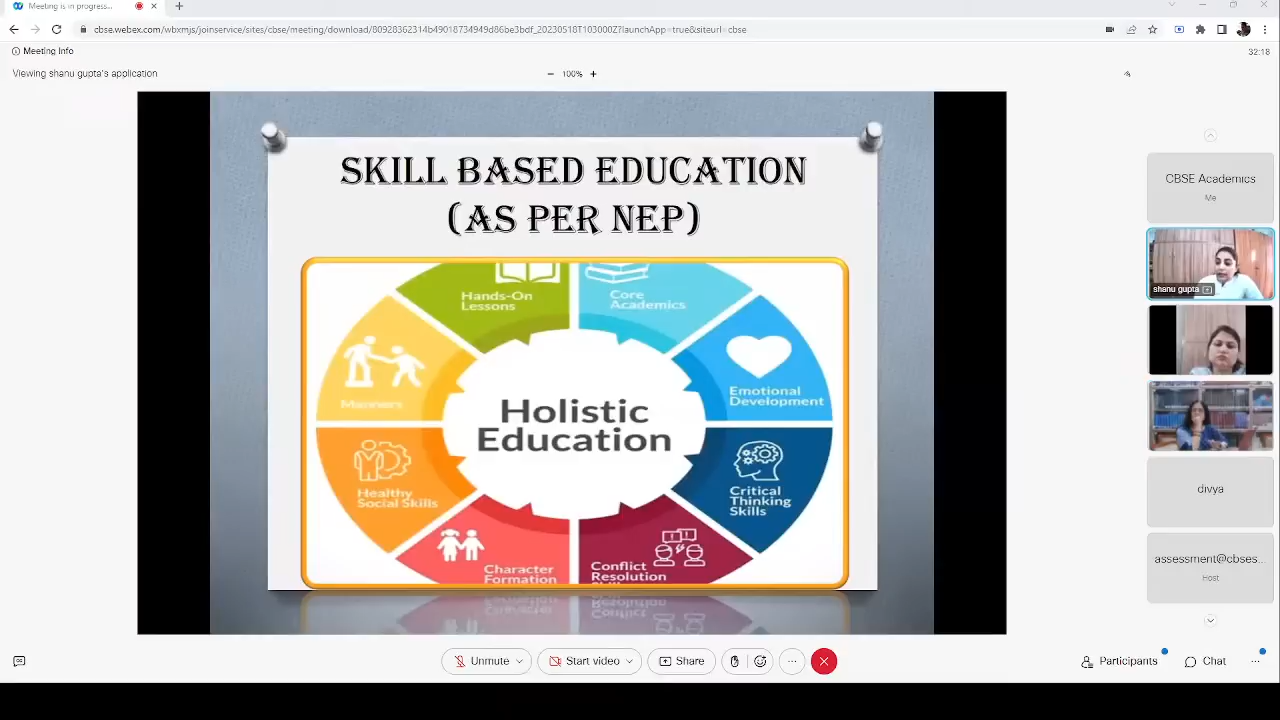 Meeting is in progress...
cbse.webex.com/wbxmjs/joinservice/sites/cbse/meeting/download/80928362314b49018734949d86be3bdf_20230518T103000Z?launchApp=true&siteurl=cbse
Meeting Info
32:18
Viewing shanu gupta's application
100%
SKILL BASED EDUCATION
(AS PER NEP)
Hands-On
Lessons
Core
Academics
Manners
Emotional
Development
Holistic
Education
Healthy
Social Skills
Critical
Thinking
Skills
Character
Formation
Conflict
Resolution
CBSE Academics
Me
shanu gupta
divya
assessment@cbses...
Host
Unmute
Start video
Share
Participants
Chat